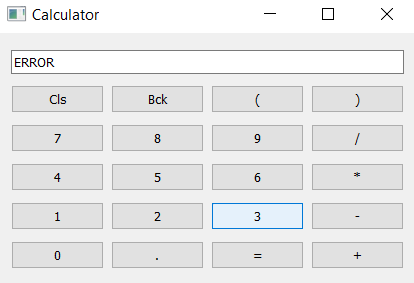 Calculator
ERROR
Cls Bck ( )
7 8 9 /
4 5 6 *
1 2 3 -
0 . = +